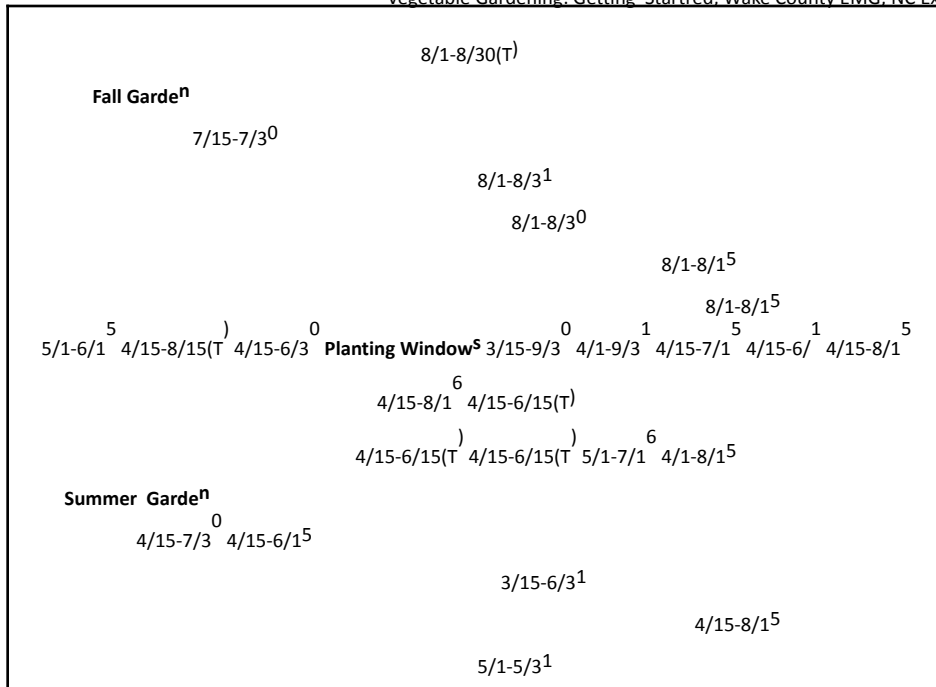 Vegetable Gardening: Getting Startred, Wake County EMG, NC Ex
8/1-8/30(T)
Fall Garden
7/15-7/30
8/1-8/31
8/1-8/30
8/1-8/15
8/1-8/15
5/1-6/15 4/15-8/15(T) 4/15-6/30 Planting Windows 3/15-9/30 4/1-9/31 4/15-7/15 4/15-6/1 4/15-8/15
4/15-8/16 4/15-6/15(T)
4/15-6/15(T) 4/15-6/15(T) 5/1-7/16 4/1-8/15
Summer Garden
4/15-7/30 4/15-6/15
3/15-6/31
4/15-8/15
5/1-5/31